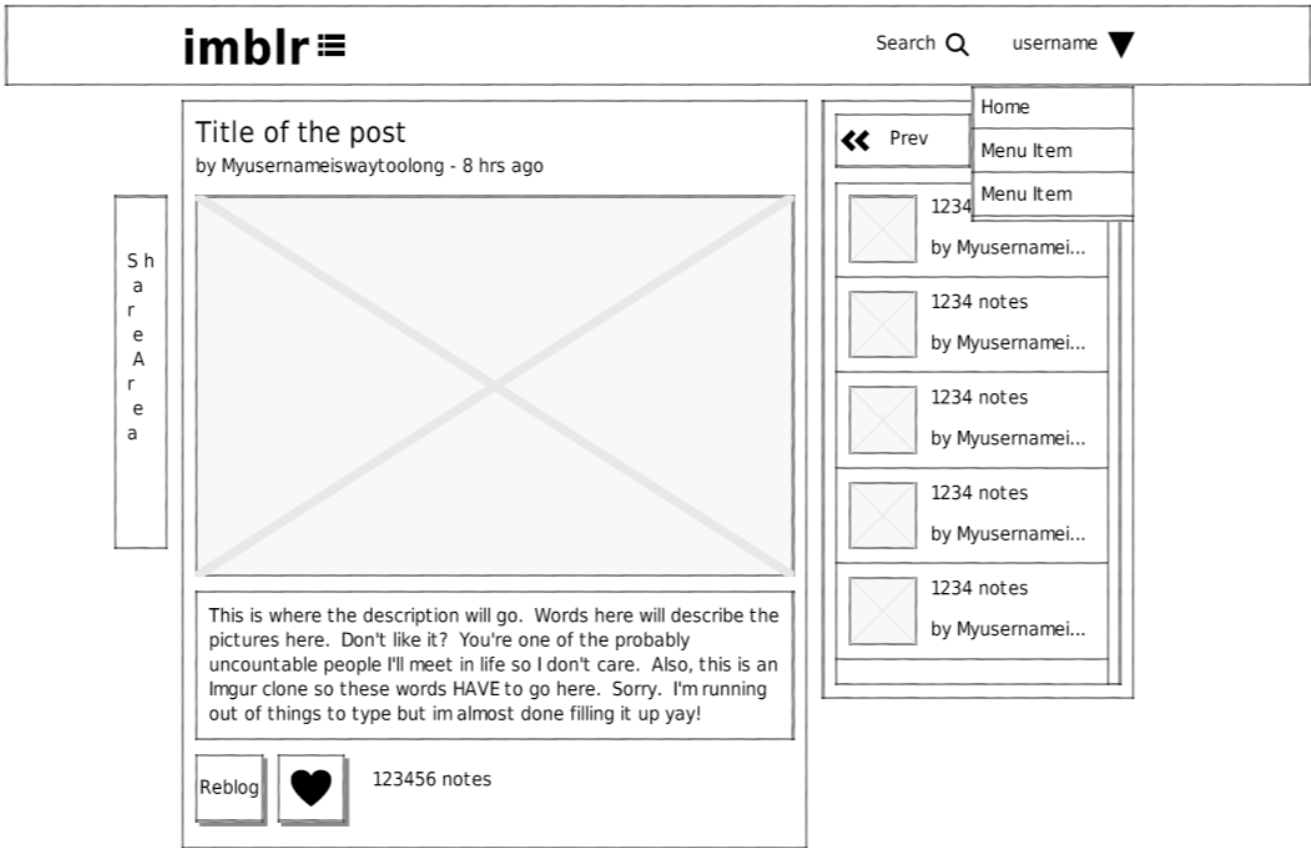 imblr
Search
username
Home
Menu Item
Menu Item
Title of the post
by Myusernameiswaytoolong - 8 hrs ago
Share Area
This is where the description will go.  Words here will describe the
pictures here.  Don't like it?  You're one of the probably
uncountable people I'll meet in life so I don't care.  Also, this is an
Imgur clone so these words HAVE to go here.  Sorry.  I'm running
out of things to type but im almost done filling it up yay!
Reblog
123456 notes
Prev
1234
by Myusernamei...
1234 notes
by Myusernamei...
1234 notes
by Myusernamei...
1234 notes
by Myusernamei...
1234 notes
by Myusernamei...